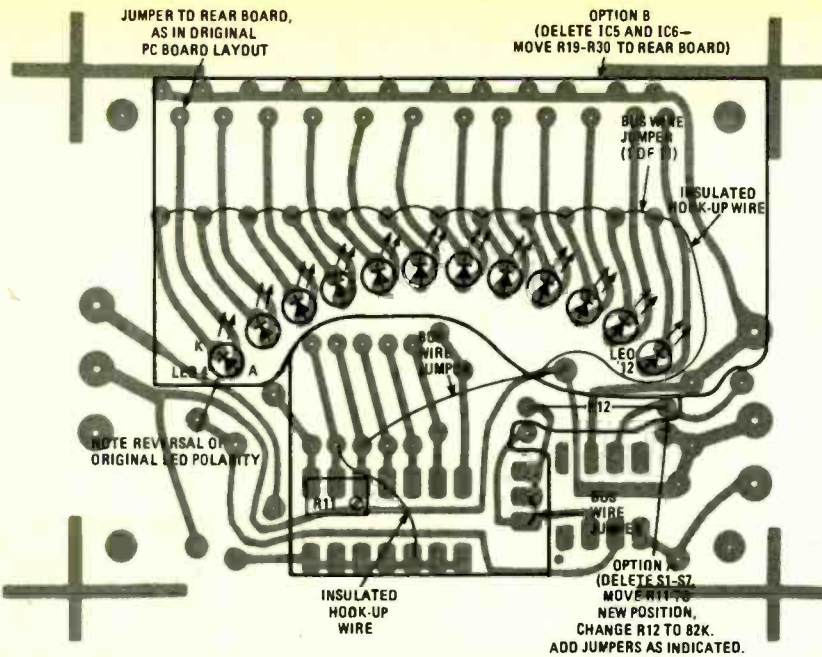 JUMPER TO REAR BOARD,
AS IN ORIGINAL
PC BOARD LAYOUT
OPTION B
(DELETE IC5 AND IC6—
MOVE R19-R30 TO REAR BOARD)
BUS WIRE
JUMPER
(1 OF 11)
INSULATED
HOOK-UP WIRE
K
LED 1
A
BUS
WIRE
JUMPER
LED
12
R12
NOTE REVERSAL OF
ORIGINAL LED POLARITY
R11
BUS
WIRE
JUMPER
INSULATED
HOOK-UP
WIRE
OPTION A
(DELETE S1-S7,
MOVE R11 TO
NEW POSITION,
CHANGE R12 TO 82K.
ADD JUMPERS AS INDICATED.